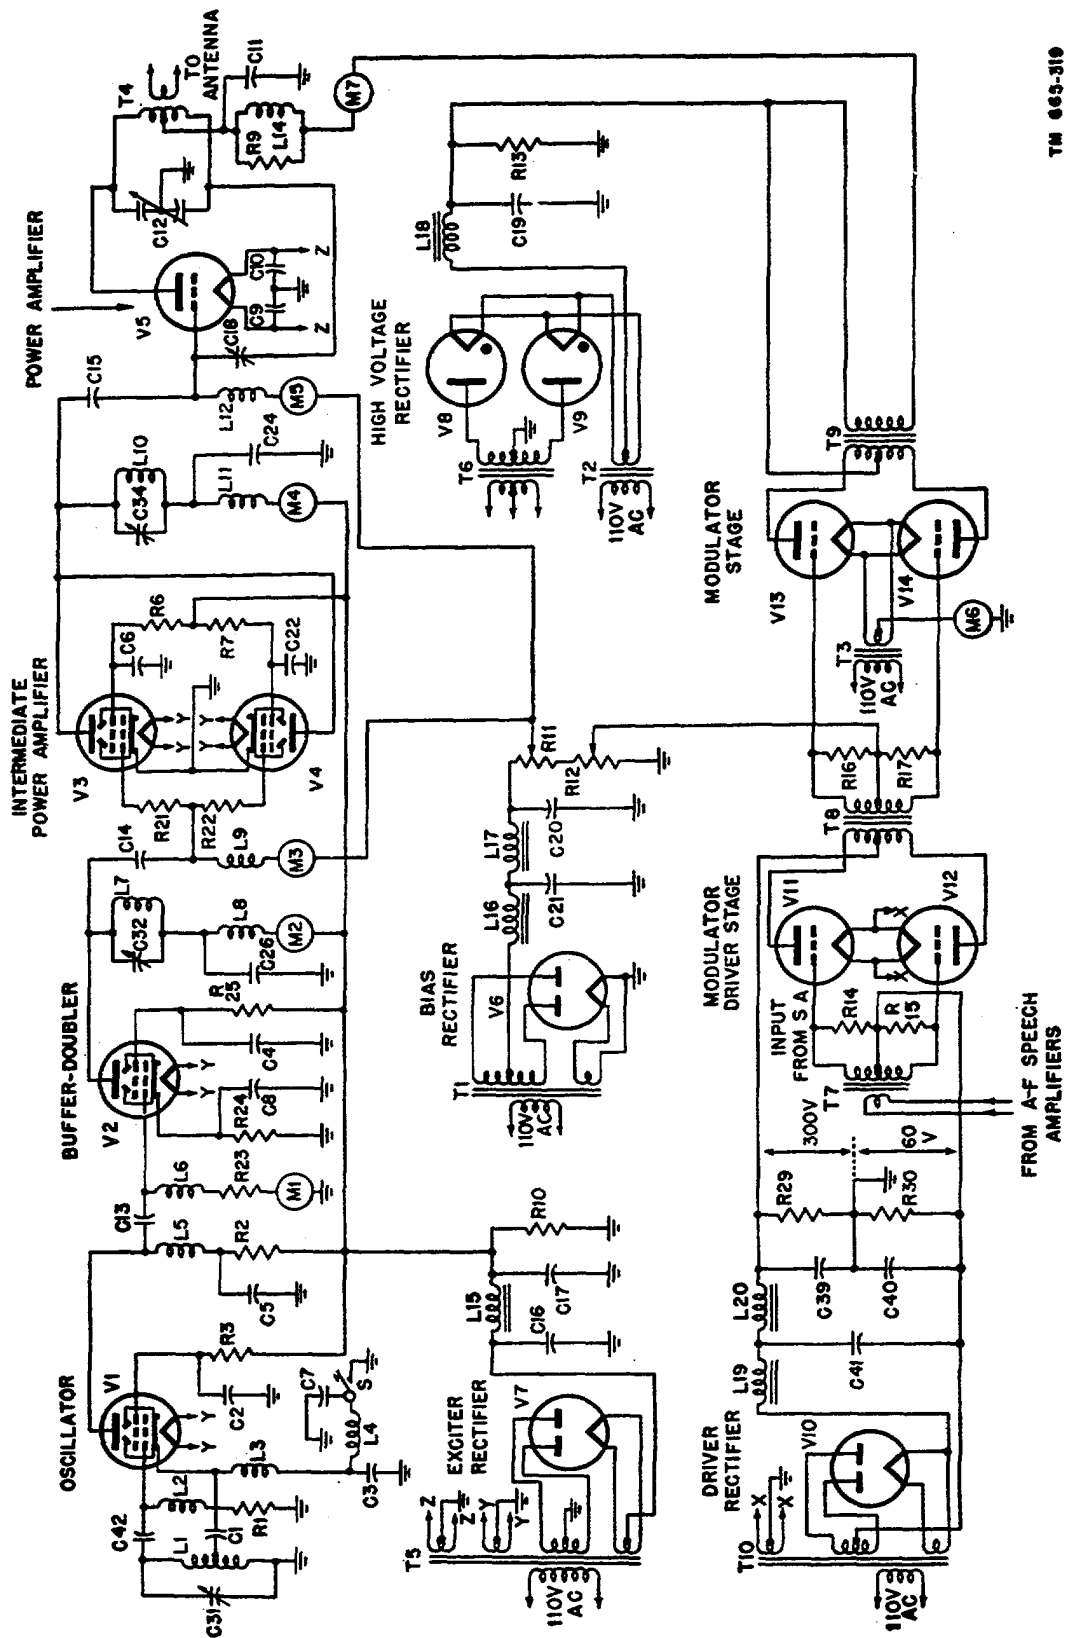 POWER AMPLIFIER
INTERMEDIATE
POWER AMPLIFIER
BUFFER-DOUBLER
OSCILLATOR
T4
TO
ANTENNA
C11
C12
V5
R9
L14
M7
C10
C9
Z
Z
C18
C15
L10
C34
L12
M5
C24
L11
M4
R6
C6
R7
C22
V3
Y
Y
Y
Y
V4
R21
R22
C14
L9
M3
L7
C32
L8
M2
C26
R
25
C4
V2
Y
Y
C8
R24
L6
R23
M1
C13
L5
R2
C5
V1
R3
C2
Y
Y
C7
S
L4
C3
L3
L2
R1
C1
C42
L1
C31
HIGH VOLTAGE
RECTIFIER
L18
C19
R13
V8
V9
T6
T2
110V
AC
R11
R12
L17
C20
L16
C21
BIAS
RECTIFIER
V6
T1
110V
AC
R10
L15
C17
C16
EXCITER
RECTIFIER
V7
Z
Z
Y
Y
T5
110V
AC
MODULATOR
STAGE
T9
V13
V14
T3
110V
AC
M6
R16
R17
T8
MODULATOR
DRIVER STAGE
V11
V12
X
X
INPUT
FROM S A
R14
R
15
T7
FROM A-F SPEECH
AMPLIFIERS
300V
60
V
R29
R30
L20
C39
C40
L19
C41
DRIVER
RECTIFIER
V10
X
X
T10
110V
AC
TM 665-310